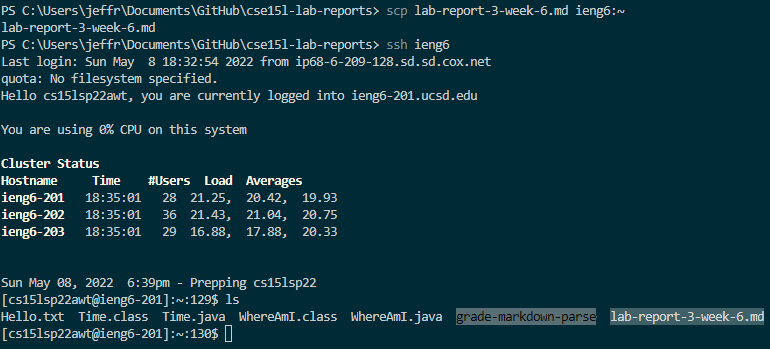 PS C:\Users\jeffr\Documents\GitHub\cse15l-lab-reports> scp lab-report-3-week-6.md ieng6:~
lab-report-3-week-6.md
PS C:\Users\jeffr\Documents\GitHub\cse15l-lab-reports> ssh ieng6
Last login: Sun May  8 18:32:54 2022 from ip68-6-209-128.sd.sd.cox.net
quota: No filesystem specified.
Hello cs15lsp22awt, you are currently logged into ieng6-201.ucsd.edu
You are using 0% CPU on this system
Cluster Status
Hostname     Time    #Users  Load  Averages
ieng6-201   18:35:01   28  21.25,  20.42,  19.93
ieng6-202   18:35:01   36  21.43,  21.04,  20.75
ieng6-203   18:35:01   29  16.88,  17.88,  20.33
Sun May 08, 2022  6:39pm - Prepping cs15lsp22
[cs15lsp22awt@ieng6-201]:~:129$ ls
Hello.txt  Time.class  Time.java  WhereAmI.class  WhereAmI.java  grade-markdown-parse  lab-report-3-week-6.md
[cs15lsp22awt@ieng6-201]:~:130$